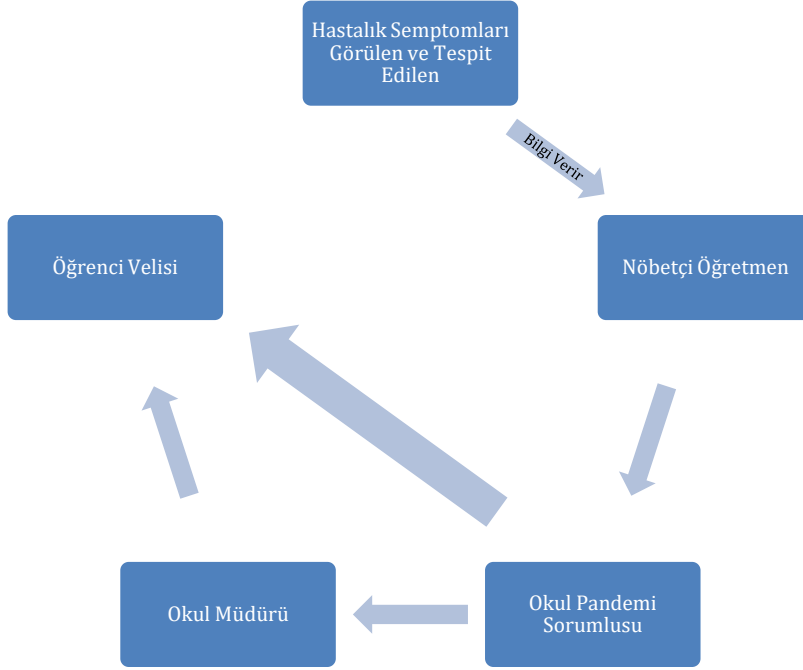 Hastalık Semptomları
Görülen ve Tespit
Edilen
Bilgi Verir
Öğrenci Velisi
Nöbetçi Öğretmen
Okul Müdürü
Okul Pandemi
Sorumlusu